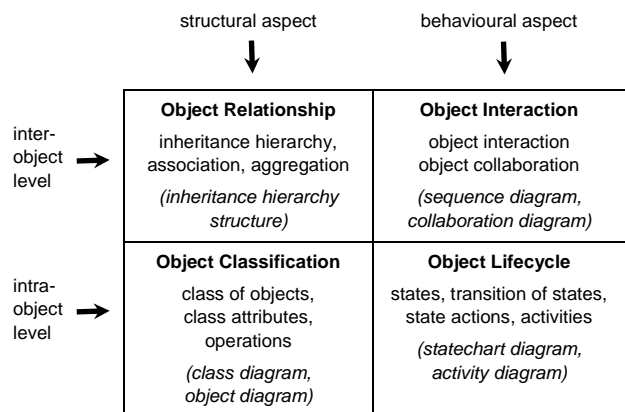 structural aspect
behavioural aspect
inter-
object
level
Object Relationship
inheritance hierarchy,
association, aggregation
(inheritance hierarchy
structure)
Object Interaction
object interaction
object collaboration
(sequence diagram,
collaboration diagram)
intra-
object
level
Object Classification
class of objects,
class attributes,
operations
(class diagram,
object diagram)
Object Lifecycle
states, transition of states,
state actions, activities
(statechart diagram,
activity diagram)